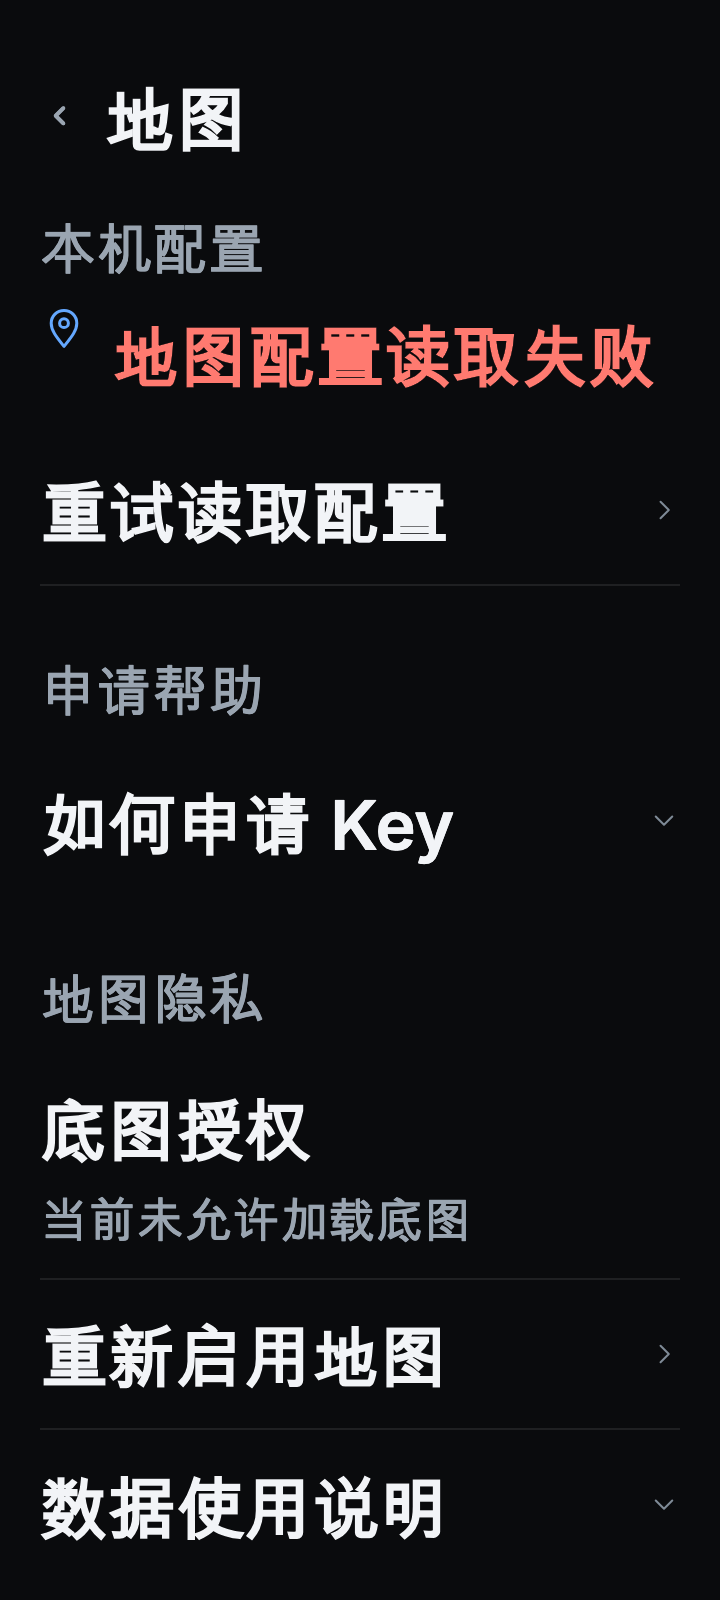 地图
本机配置
地图配置读取失败
重试读取配置
申请帮助
如何申请 Key
地图隐私
底图授权
当前未允许加载底图
重新启用地图
数据使用说明